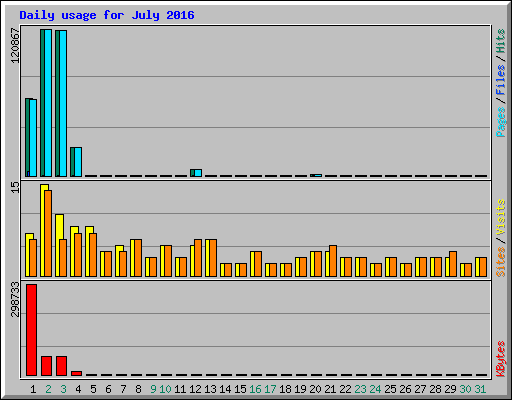 Daily usage for July 2016
120867
Pages/Files/Hits
15
Sites/Visits
298733
KBytes
1 2 3 4 5 6 7 8 9 10 11 12 13 14 15 16 17 18 19 20 21 22 23 24 25 26 27 28 29 30 31